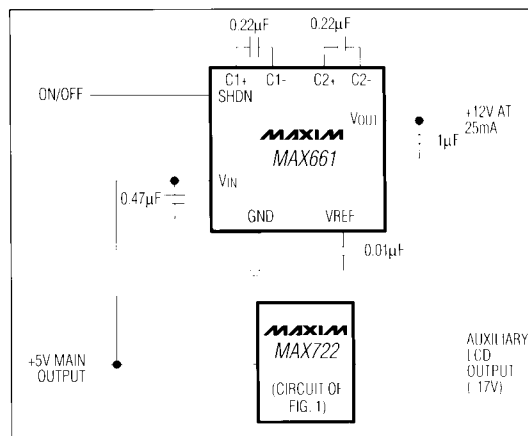 0.22µF 0.22µF
C1+ C1- C2+ C2-
ON/OFF
SHDN
VOUT
+12V AT
25mA
1µF
MAXIM
MAX661
VIN
0.47µF
GND VREF
0.01µF
MAXIM
MAX722
(CIRCUIT OF
FIG. 1)
+5V MAIN
OUTPUT
AUXILIARY
LCD
OUTPUT
( 17V)